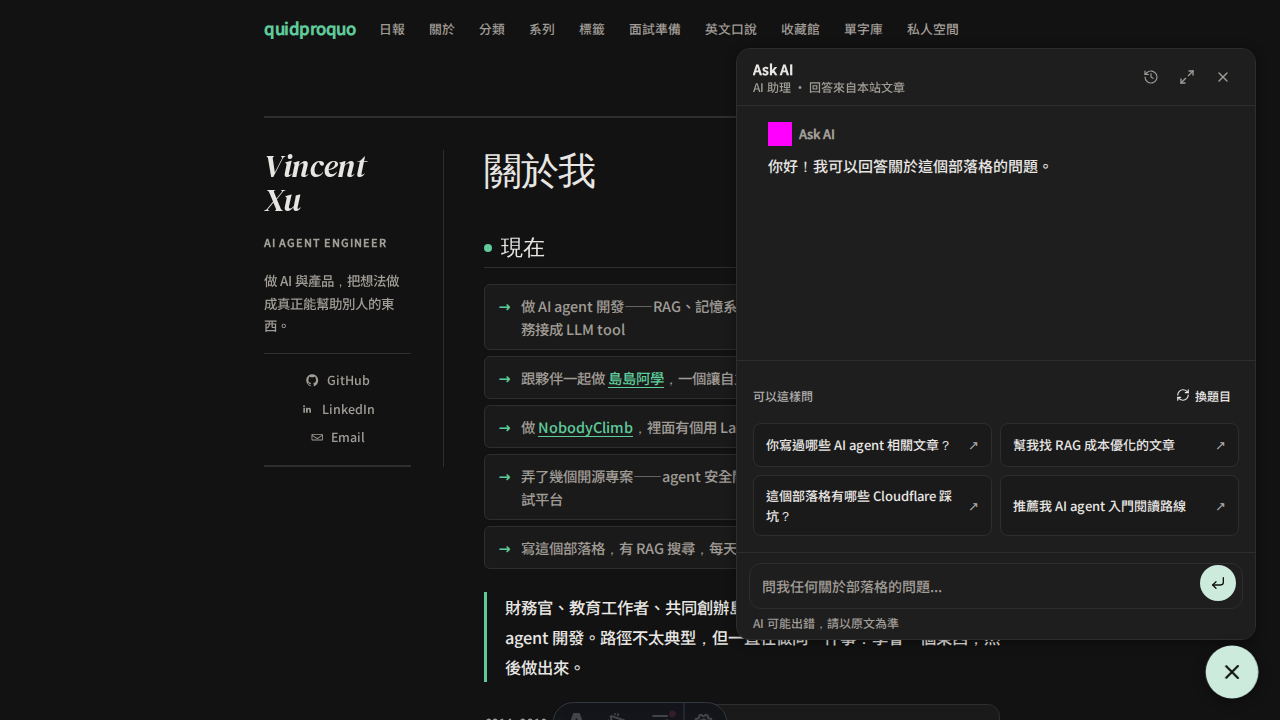 quidproquo 日報 關於 分類 系列 標籤 面試準備 英文口說 收藏館 單字庫 私人空間
Vincent
Xu
AI AGENT ENGINEER
做 AI 與產品，把想法做
成真正能幫助別人的東
西。
GitHub
LinkedIn
Email
關於我
現在
→ 做 AI agent 開發——RAG、記憶系
務接成 LLM tool
→ 跟夥伴一起做 島島阿學，一個讓自
→ 做 NobodyClimb，裡面有個用 La
→ 弄了幾個開源專案——agent 安全
試平台
→ 寫這個部落格，有 RAG 搜尋，每天
財務官、教育工作者、共同創辦
agent 開發。路徑不太典型，但一
後做出來。
Ask AI
AI 助理 · 回答來自本站文章
Ask AI
你好！我可以回答關於這個部落格的問題。
可以這樣問
換題目
你寫過哪些 AI agent 相關文章？ ↗
幫我找 RAG 成本優化的文章 ↗
這個部落格有哪些 Cloudflare 踩
坑？ ↗
推薦我 AI agent 入門閱讀路線 ↗
問我任何關於部落格的問題...
AI 可能出錯，請以原文為準